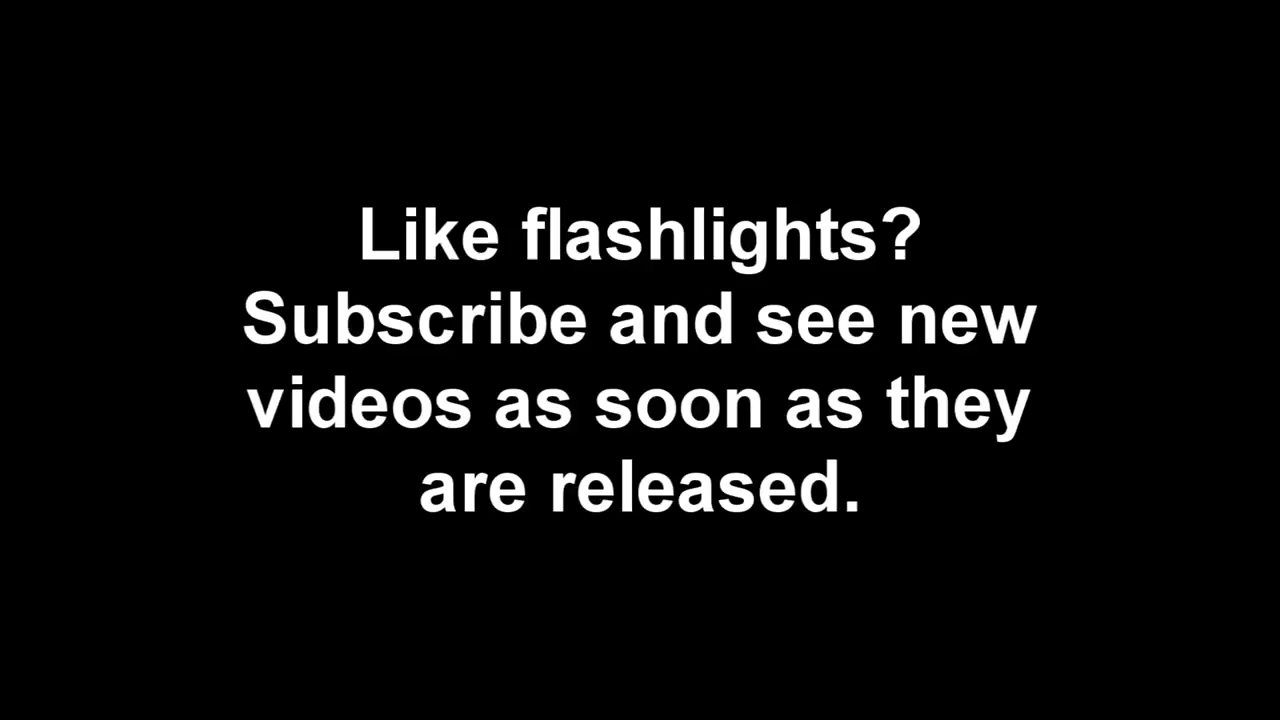 Like flashlights?
Subscribe and see new
videos as soon as they
are released.